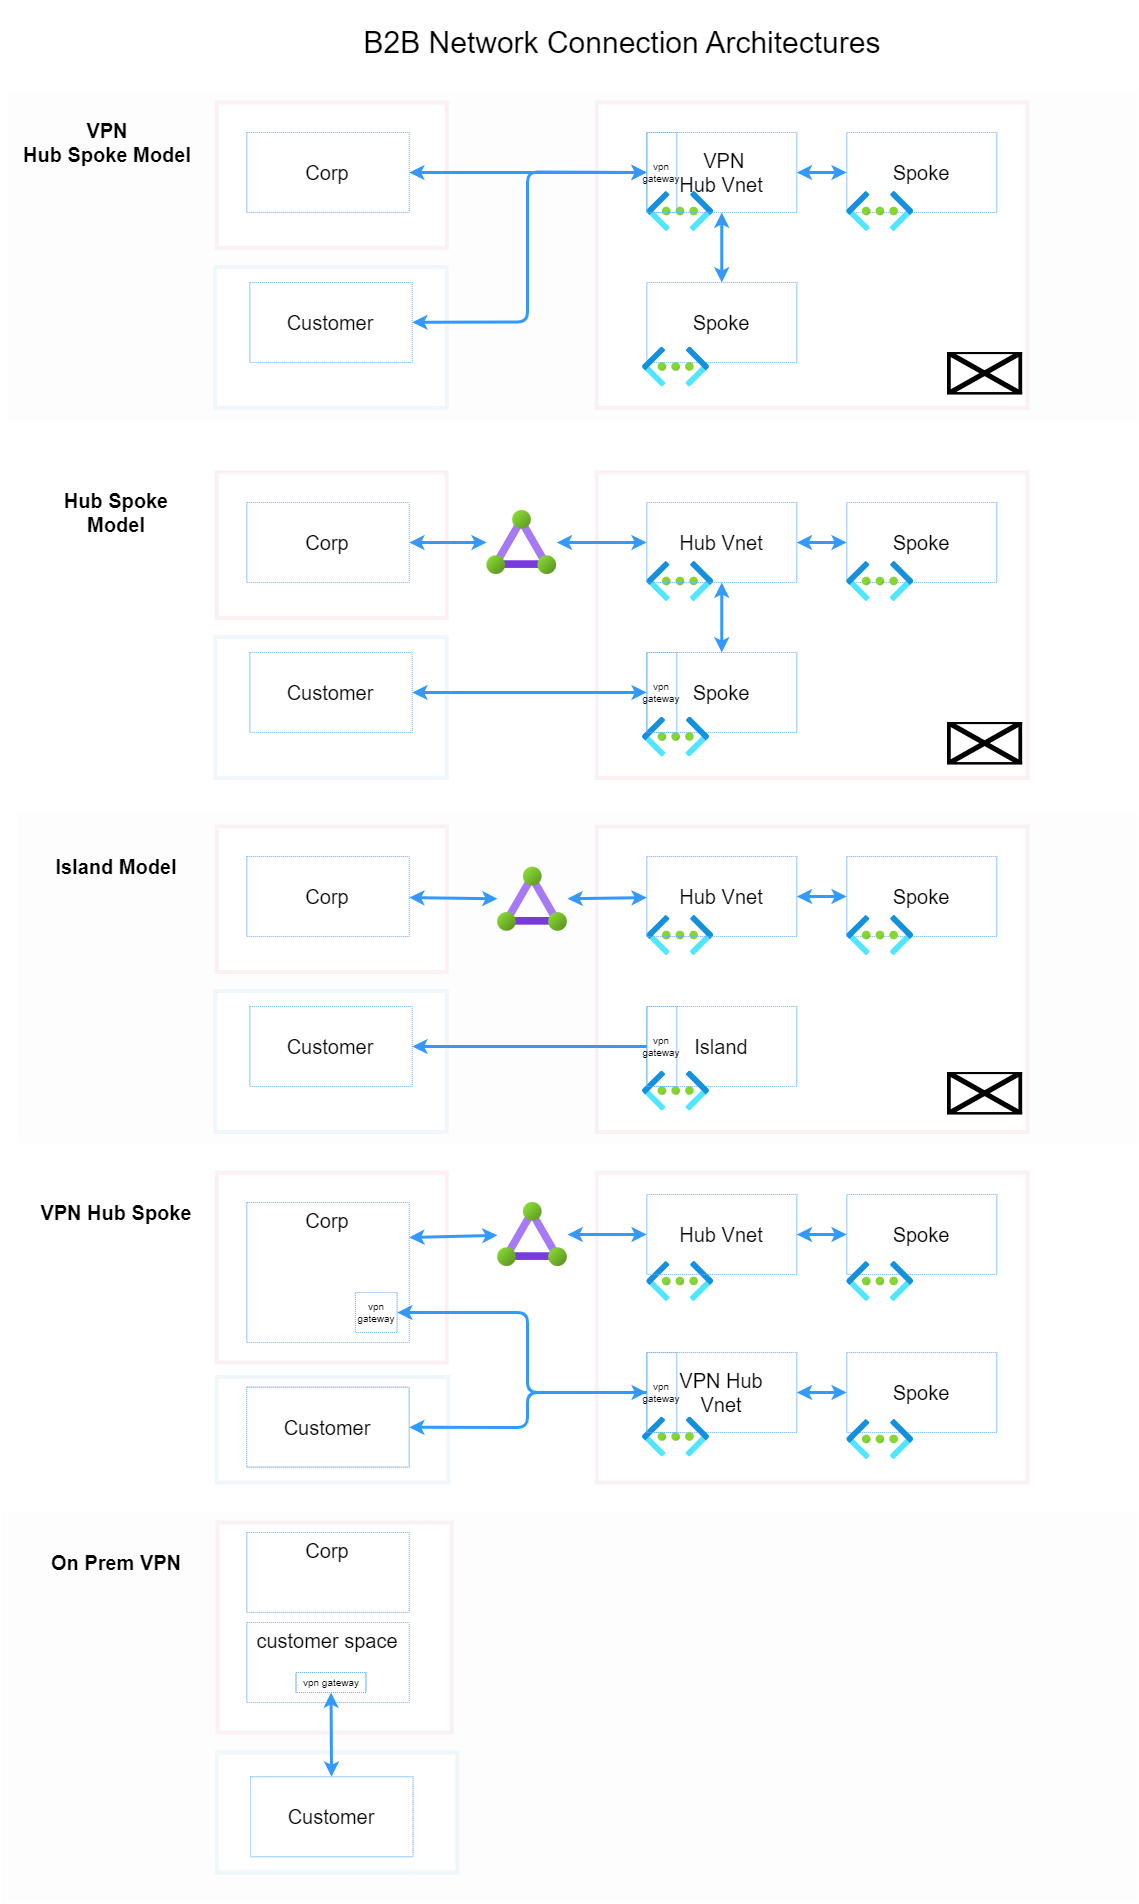 B2B Network Connection Architectures
VPN
Hub Spoke Model
Corp
vpn
gateway
VPN
Hub Vnet
Spoke
Customer
Spoke
Hub Spoke
Model
Corp
Hub Vnet
Spoke
Customer
vpn
gateway
Spoke
Island Model
Corp
Hub Vnet
Spoke
Customer
vpn
gateway
Island
VPN Hub Spoke
Corp
vpn
gateway
Hub Vnet
Spoke
Customer
vpn
gateway
VPN Hub
Vnet
Spoke
On Prem VPN
Corp
customer space
vpn gateway
Customer